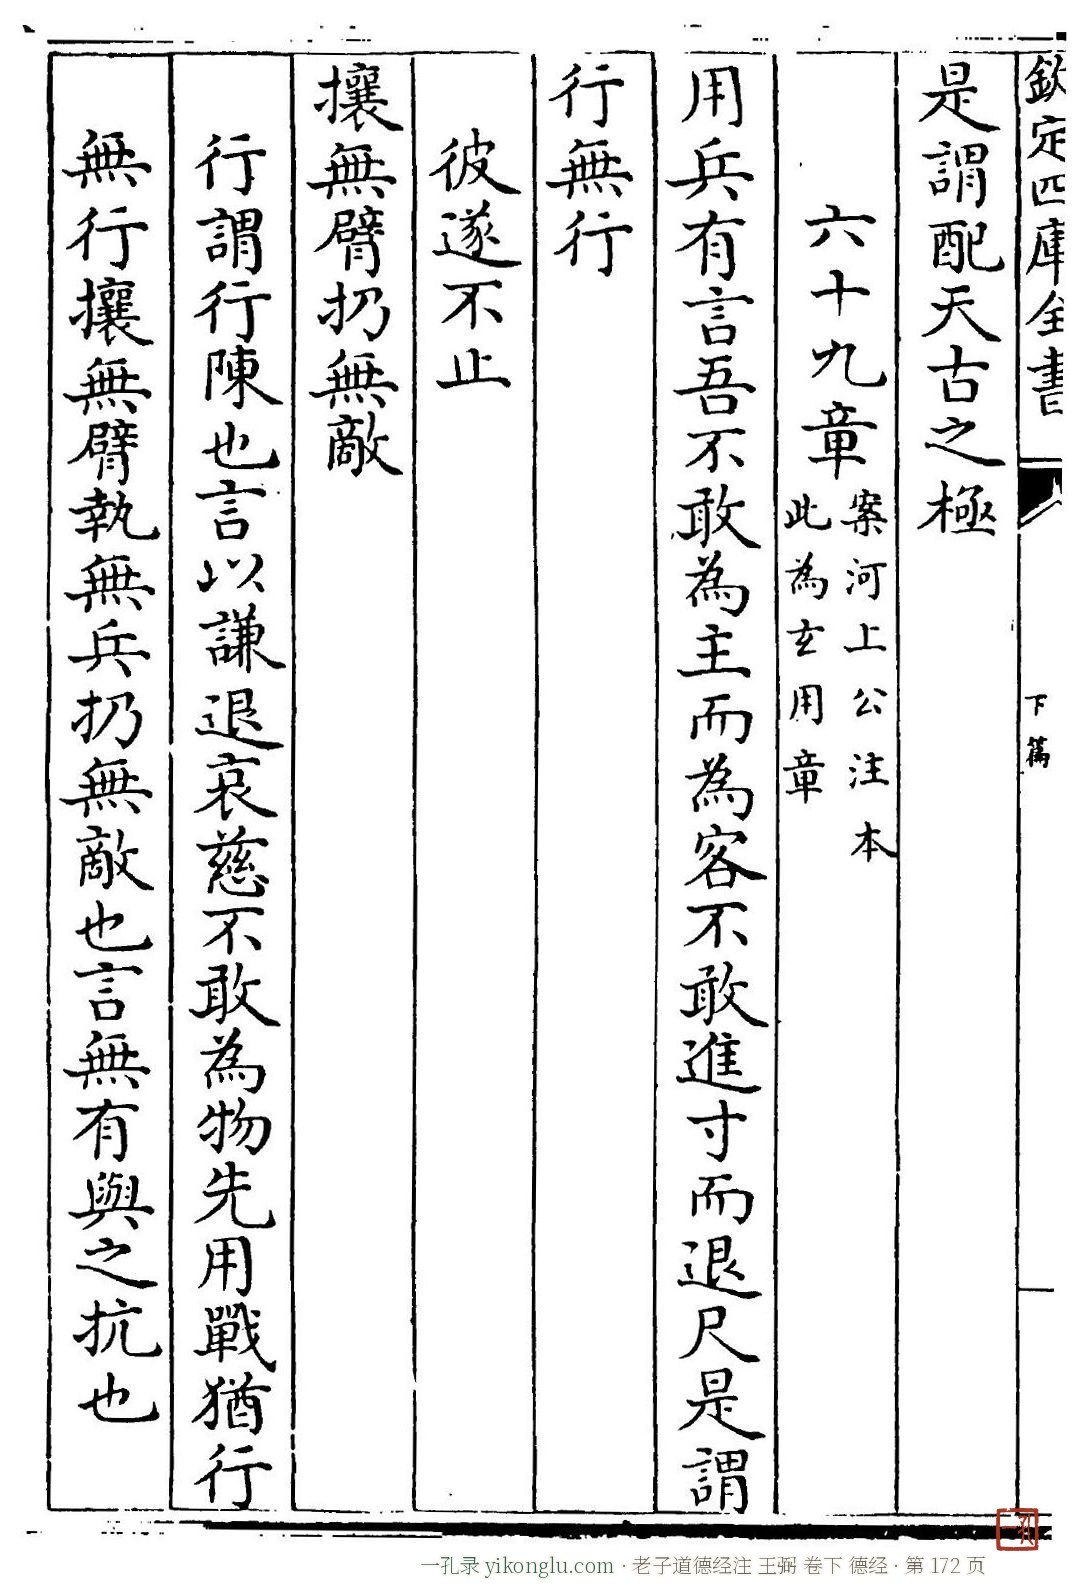 欽定四庫全書
下篇
是謂配天古之極
六十九章
案河上公注本
此為玄用章
用兵有言吾不敢為主而為客不敢進寸而退尺是謂
行無行
彼遂不止
攘無臂扔無敵
行謂行陳也言以謙退哀慈不敢為物先用戰猶行
無行攘無臂執無兵扔無敵也言無有與之抗也
一孔
一孔录 yikonglu.com · 老子道德经注 王弼 卷下 德经 · 第 172 页